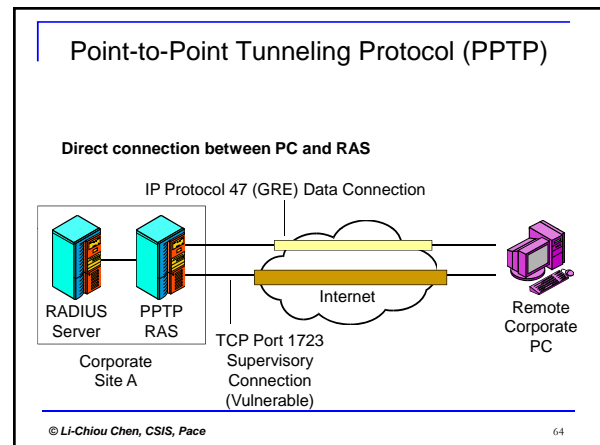 Point-to-Point Tunneling Protocol (PPTP)
Direct connection between PC and RAS
IP Protocol 47 (GRE) Data Connection
RADIUS
Server
PPTP
RAS
Internet
Remote
Corporate
PC
Corporate
Site A
TCP Port 1723
Supervisory
Connection
(Vulnerable)
© Li-Chiou Chen, CSIS, Pace
64